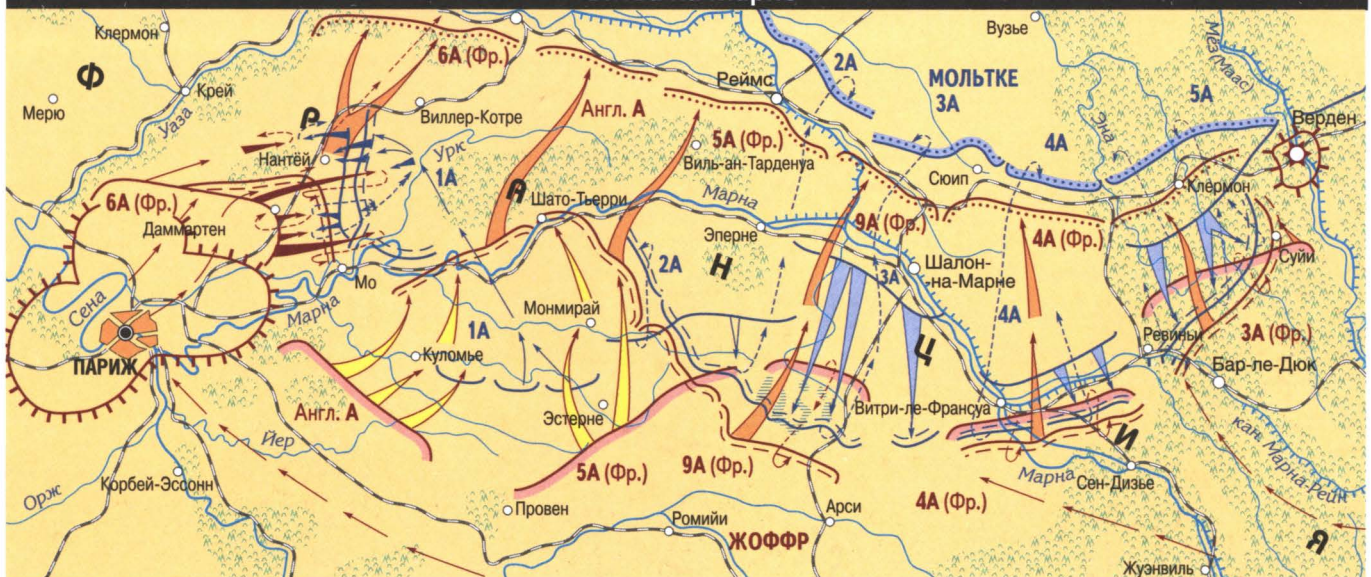 Клермон
Вузье
Мёз (Маас)
Ф
6А (Фр.)
2А
МОЛЬТКЕ
3А
5А
Крей
Реймс
Мерю
Уаза
Р
Виллер-Котре
Англ. А
Эна
Верден
4А
5А (Фр.)
Нантёй
Урк
1А
Виль-ан-Тарденуа
Сюип
Клермон
6А (Фр.)
А
Шато-Тьерри
Марна
9А (Фр.)
Даммартен
Эперне
4А (Фр.)
Суйи
2А
Н
Шалон-
-на-Марне
3А
Мо
Сена
Марна
Монмирай
1А
4А
Ревиньи
3А (Фр.)
ПАРИЖ
Куломье
Ц
Бар-ле-Дюк
Англ. А
Эстерне
Витри-ле-Франсуа
Йер
И
кан. Марна-Рейн
5А (Фр.)
9А (Фр.)
Марна
Сен-Дизье
Корбей-Эссонн
Орж
4А (Фр.)
Провен
Ромийи
Арси
ЖОФФР
Я
Жуэнвиль